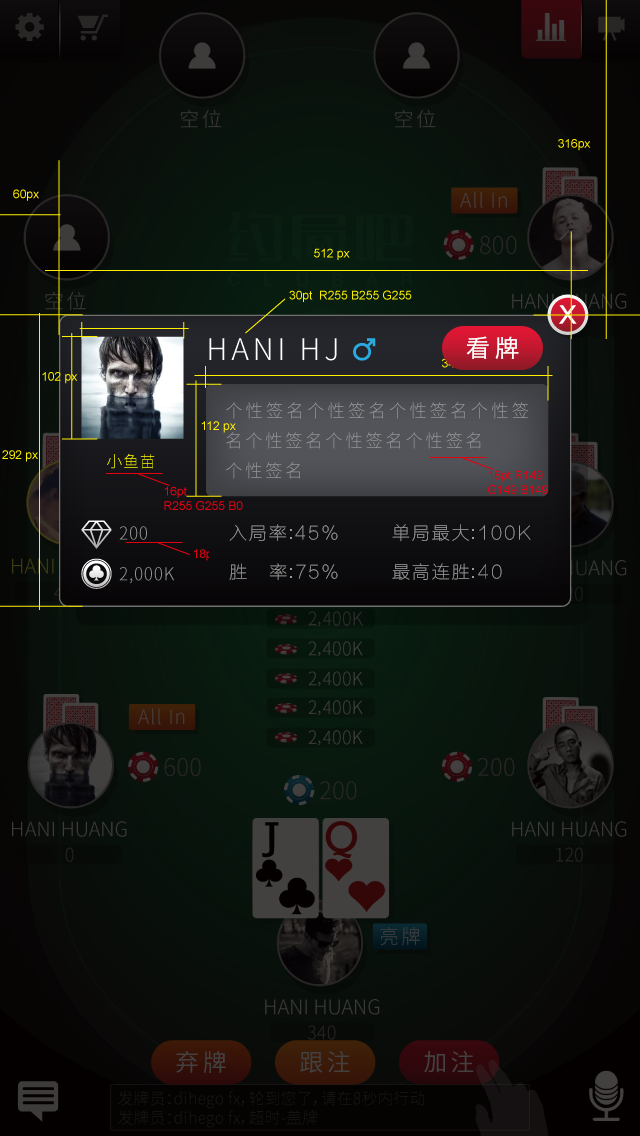 空位
空位
316px
60px
All In
约局吧
800
512 px
空位
30pt R255 B255 G255
HANI HUANG
X
HANI HJ
看牌
102 px
个性签名个性签名个性签名个性签
112 px
名个性签名个性签名个性签名
292 px
小鱼苗
个性签名
16pt
R255 G255 B0
200
入局率:45%
单局最大:100K
18p
2,000K
胜 率:75%
最高连胜:40
2,400K
2,400K
2,400K
2,400K
2,400K
All In
600
200
200
HANI HUANG
0
HANI HUANG
120
J
Q
亮牌
HANI HUANG
340
弃牌
跟注
加注
发牌员:dihego fx,轮到您了,请在8秒内行动
发牌员:dihego fx,超时-盖牌